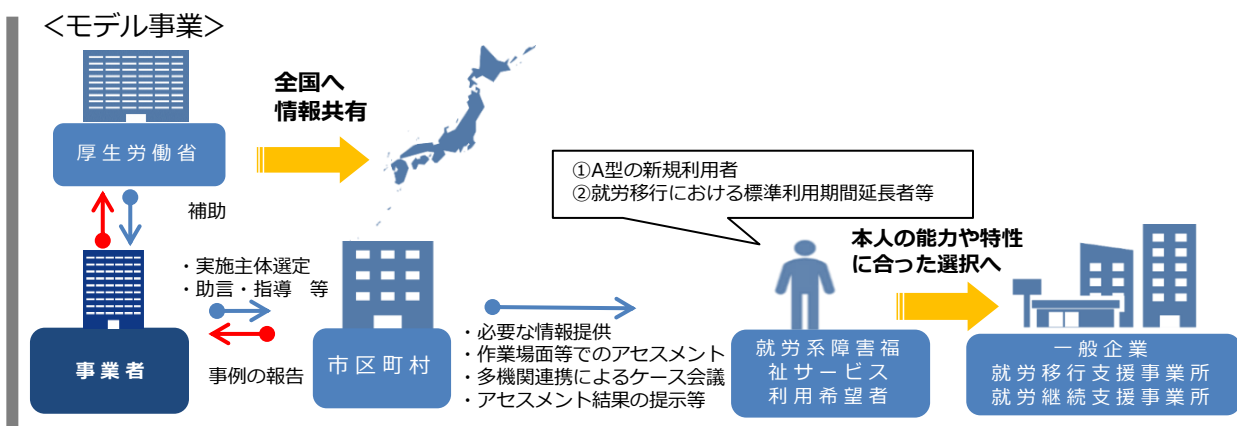 ＜モデル事業＞
全国へ
情報共有
厚生労働省
補助
①A型の新規利用者
②就労移行における標準利用期間延長者等
・実施主体選定
・助言・指導　等
事業者
事例の報告
市区町村
・必要な情報提供
・作業場面等でのアセスメント
・多機関連携によるケース会議
・アセスメント結果の提示等
本人の能力や特性
に合った選択へ
就労系障害福
祉サービス
利用希望者
一般企業
就労移行支援事業所
就労継続支援事業所